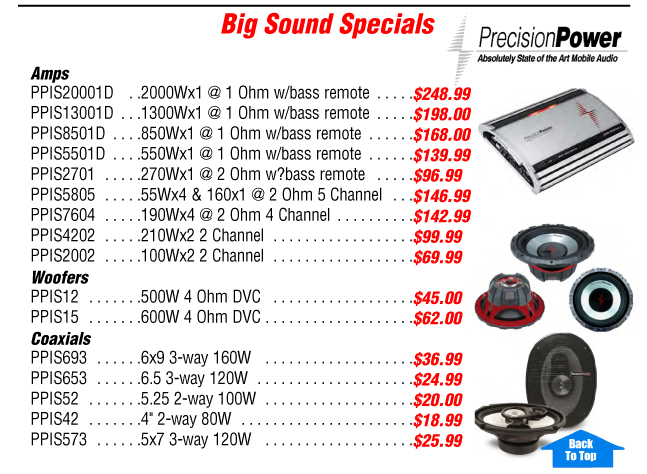 Big Sound Specials
PrecisionPower
Absolutely State of the Art Mobile Audio
Amps
PPIS20001D . .2000Wx1 @ 1 Ohm w/bass remote . . . . .$248.99
PPIS13001D . . .1300Wx1 @ 1 Ohm w/bass remote . . . . .$198.00
PPIS8501D . . . .850Wx1 @ 1 Ohm w/bass remote . . . . . .$168.00
PPIS5501D . . . .550Wx1 @ 1 Ohm w/bass remote . . . . . .$139.99
PPIS2701 . . . . .270Wx1 @ 2 Ohm w?bass remote . . . . . .$96.99
PPIS5805 . . . . .55Wx4 & 160x1 @ 2 Ohm 5 Channel . . .$146.99
PPIS7604 . . . . .190Wx4 @ 2 Ohm 4 Channel . . . . . . . . . .$142.99
PPIS4202 . . . . .210Wx2 2 Channel . . . . . . . . . . . . . . . . . .$99.99
PPIS2002 . . . . .100Wx2 2 Channel . . . . . . . . . . . . . . . . . .$69.99
Woofers
PPIS12 . . . . . . .500W 4 Ohm DVC . . . . . . . . . . . . . . . . . .$45.00
PPIS15 . . . . . . .600W 4 Ohm DVC . . . . . . . . . . . . . . . . . . .$62.00
Coaxials
PPIS693 . . . . . .6x9 3-way 160W . . . . . . . . . . . . . . . . . . .$36.99
PPIS653 . . . . . .6.5 3-way 120W . . . . . . . . . . . . . . . . . . .$24.99
PPIS52 . . . . . . .5.25 2-way 100W . . . . . . . . . . . . . . . . . .$20.00
PPIS42 . . . . . . .4" 2-way 80W . . . . . . . . . . . . . . . . . . . . .$18.99
PPIS573 . . . . . .5x7 3-way 120W . . . . . . . . . . . . . . . . . . .$25.99
PrecisionPower
Back
To Top